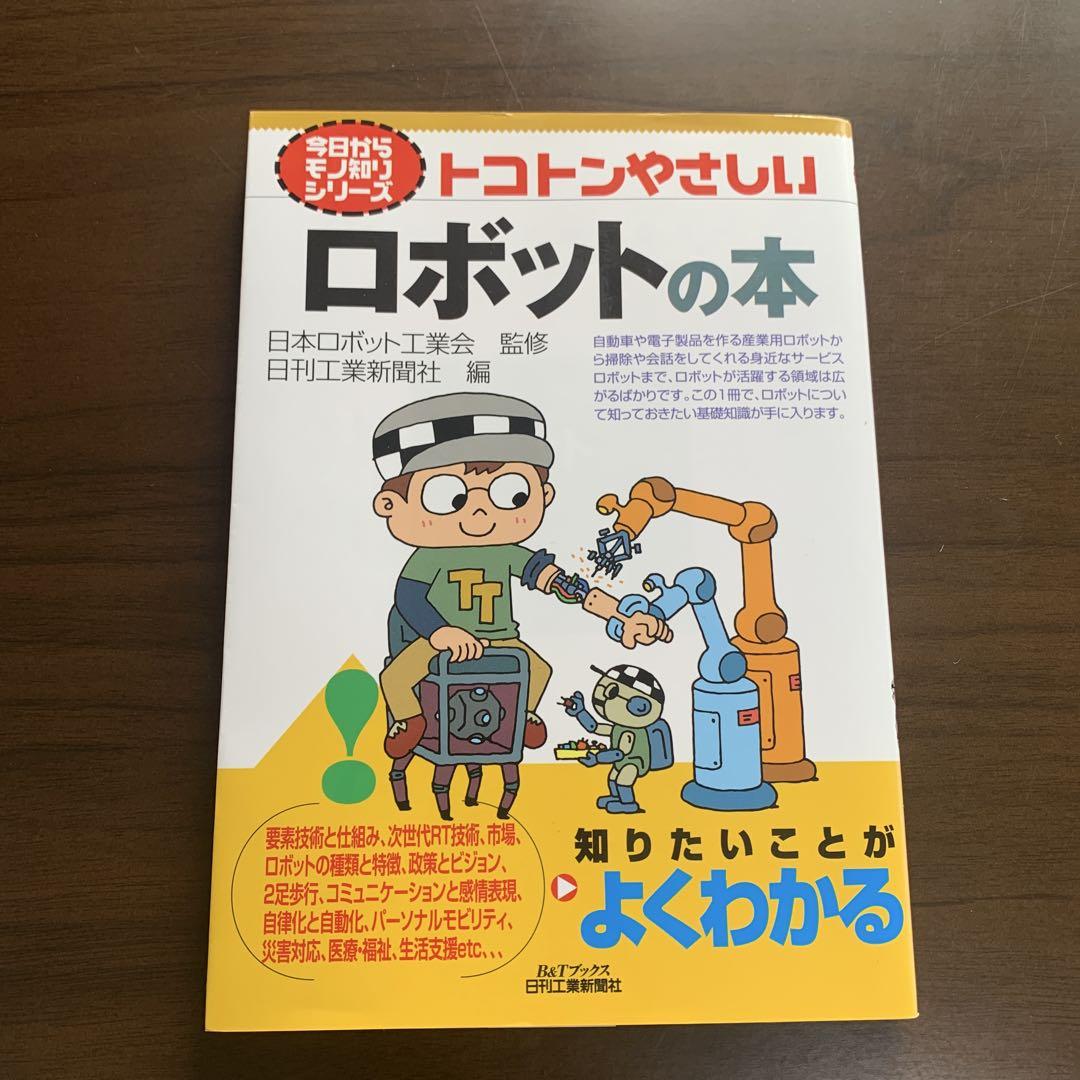 今日から
モノ知り
シリーズ
トコトンやさしい
ロボットの本
日本ロボット工業会　監修
日刊工業新聞社　編
自動車や電子製品を作る産業用ロボットか
ら掃除や会話をしてくれる身近なサービス
ロボットまで、ロボットが活躍する領域は広
がるばかりです。この1冊で、ロボットについ
て知っておきたい基礎知識が手に入ります。
TT
!
要素技術と仕組み、次世代RT技術、市場、
ロボットの種類と特徴、政策とビジョン、
2足歩行、コミュニケーションと感情表現、
自律化と自動化、パーソナルモビリティ、
災害対応、医療・福祉、生活支援etc、、、
知りたいことが
よくわかる
B&Tブックス
日刊工業新聞社